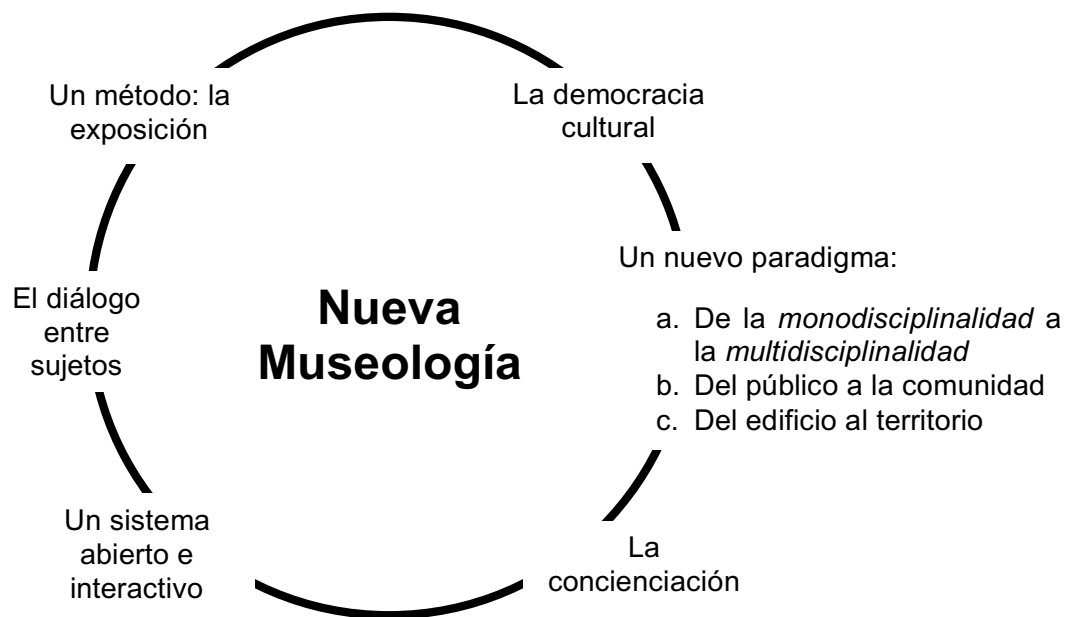 Un método: la
exposición
La democracia
cultural
Un nuevo paradigma:
a. De la monodisciplinalidad a
la multidisciplinalidad
b. Del público a la comunidad
c. Del edificio al territorio
El diálogo
entre
sujetos
Nueva
Museología
Un sistema
abierto e
interactivo
La
concienciación